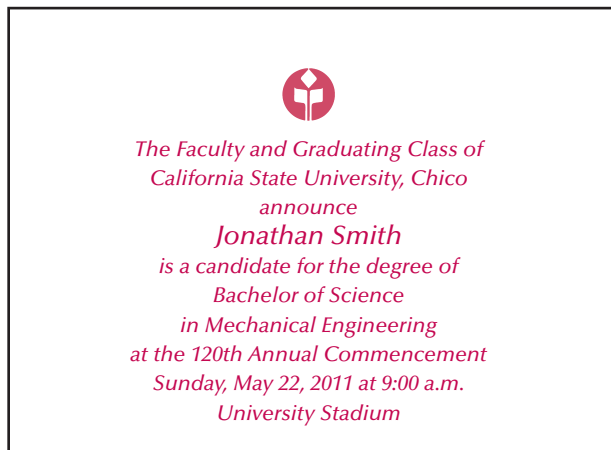 The Faculty and Graduating Class of
California State University, Chico
announce
Jonathan Smith
is a candidate for the degree of
Bachelor of Science
in Mechanical Engineering
at the 120th Annual Commencement
Sunday, May 22, 2011 at 9:00 a.m.
University Stadium